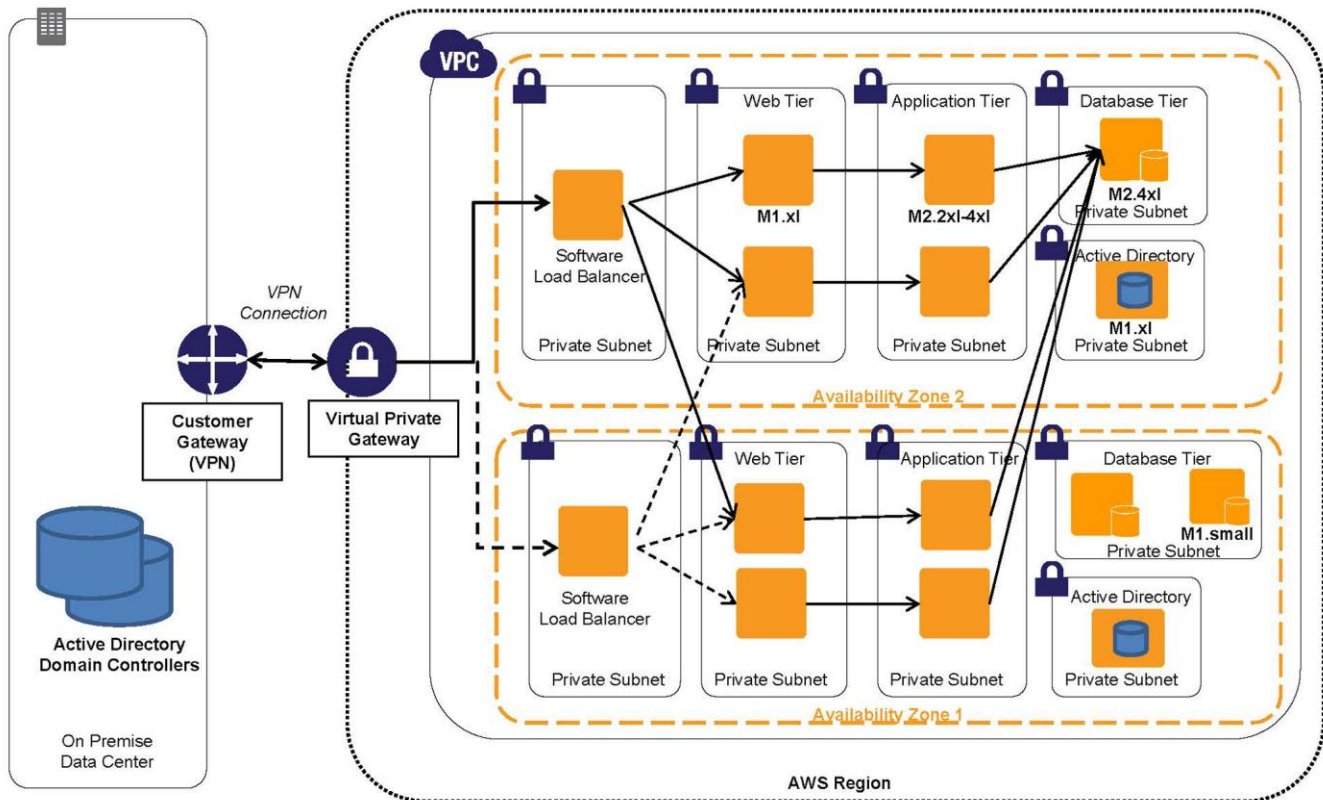 VPC
Web Tier
Application Tier
Database Tier
M1.xl
M2.2xl-4xl
M2.4xl
Private Subnet
Software
Load Balancer
Active Directory
M1.xl
Private Subnet
Private Subnet
Private Subnet
Private Subnet
Availability Zone 2
VPN
Connection
Customer
Gateway
(VPN)
Virtual Private
Gateway
Web Tier
Application Tier
Database Tier
M1.small
Private Subnet
Software
Load Balancer
Active Directory
Private Subnet
Private Subnet
Private Subnet
Private Subnet
Availability Zone 1
Active Directory
Domain Controllers
On Premise
Data Center
AWS Region